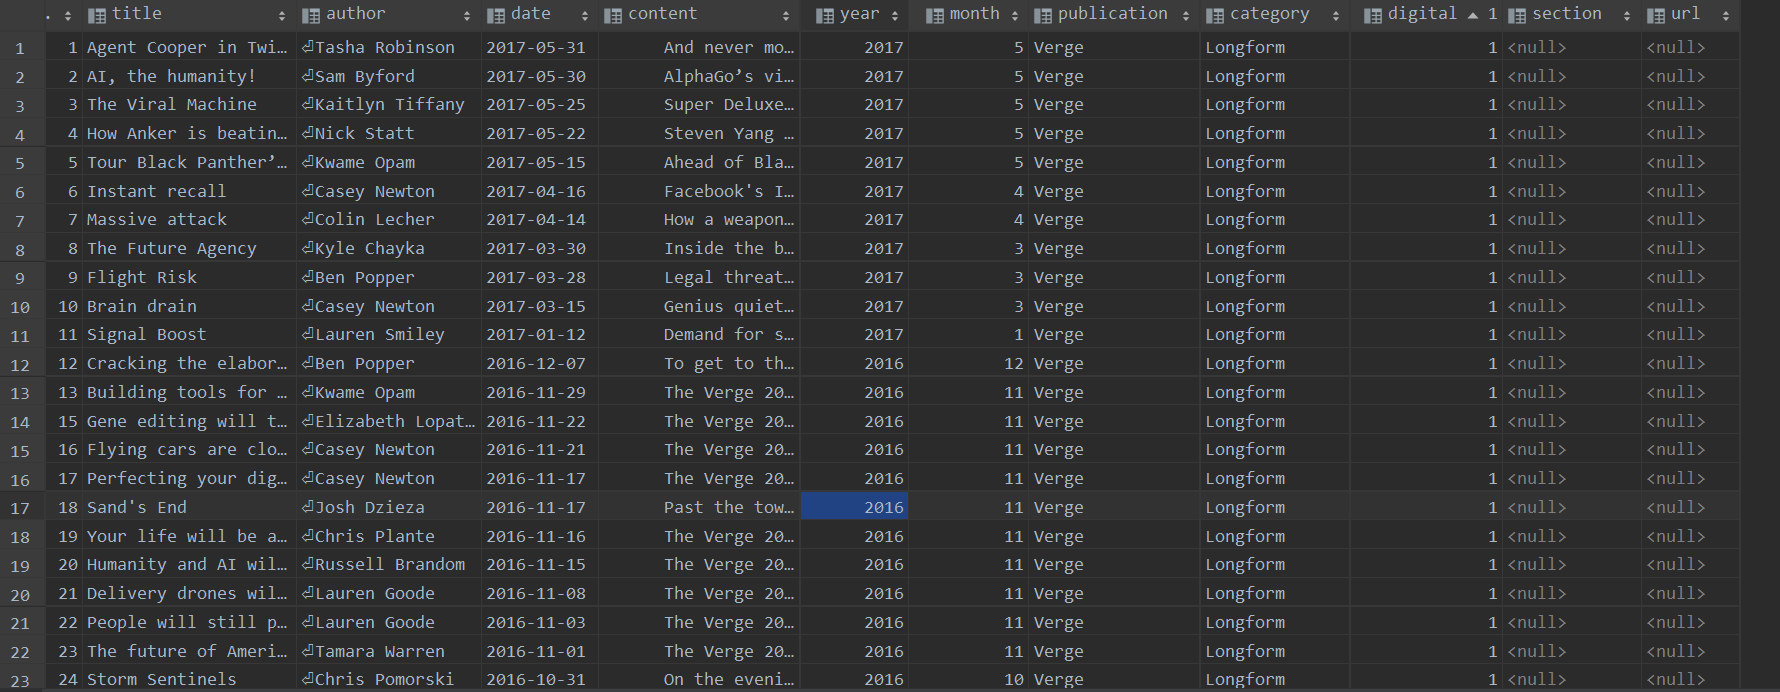 . title author date content year month publication category digital 1 section url
1 1 Agent Cooper in Twi… Tasha Robinson 2017-05-31 And never mo… 2017 5 Verge Longform 1 <null> <null>
2 2 AI, the humanity! Sam Byford 2017-05-30 AlphaGo’s vi… 2017 5 Verge Longform 1 <null> <null>
3 3 The Viral Machine Kaitlyn Tiffany 2017-05-25 Super Deluxe… 2017 5 Verge Longform 1 <null> <null>
4 4 How Anker is beatin… Nick Statt 2017-05-22 Steven Yang … 2017 5 Verge Longform 1 <null> <null>
5 5 Tour Black Panther’… Kwame Opam 2017-05-15 Ahead of Bla… 2017 5 Verge Longform 1 <null> <null>
6 6 Instant recall Casey Newton 2017-04-16 Facebook's I… 2017 4 Verge Longform 1 <null> <null>
7 7 Massive attack Colin Lecher 2017-04-14 How a weapon… 2017 4 Verge Longform 1 <null> <null>
8 8 The Future Agency Kyle Chayka 2017-03-30 Inside the b… 2017 3 Verge Longform 1 <null> <null>
9 9 Flight Risk Ben Popper 2017-03-28 Legal threat… 2017 3 Verge Longform 1 <null> <null>
10 10 Brain drain Casey Newton 2017-03-15 Genius quiet… 2017 3 Verge Longform 1 <null> <null>
11 11 Signal Boost Lauren Smiley 2017-01-12 Demand for s… 2017 1 Verge Longform 1 <null> <null>
12 12 Cracking the elabor… Ben Popper 2016-12-07 To get to th… 2016 12 Verge Longform 1 <null> <null>
13 13 Building tools for … Kwame Opam 2016-11-29 The Verge 20… 2016 11 Verge Longform 1 <null> <null>
14 15 Gene editing will t… Elizabeth Lopat… 2016-11-22 The Verge 20… 2016 11 Verge Longform 1 <null> <null>
15 16 Flying cars are clo… Casey Newton 2016-11-21 The Verge 20… 2016 11 Verge Longform 1 <null> <null>
16 17 Perfecting your dig… Casey Newton 2016-11-17 The Verge 20… 2016 11 Verge Longform 1 <null> <null>
17 18 Sand's End Josh Dzieza 2016-11-17 Past the tow… 2016 11 Verge Longform 1 <null> <null>
18 19 Your life will be a… Chris Plante 2016-11-16 The Verge 20… 2016 11 Verge Longform 1 <null> <null>
19 20 Humanity and AI wil… Russell Brandom 2016-11-15 The Verge 20… 2016 11 Verge Longform 1 <null> <null>
20 21 Delivery drones wil… Lauren Goode 2016-11-08 The Verge 20… 2016 11 Verge Longform 1 <null> <null>
21 22 People will still p… Lauren Goode 2016-11-03 The Verge 20… 2016 11 Verge Longform 1 <null> <null>
22 23 The future of Ameri… Tamara Warren 2016-11-01 The Verge 20… 2016 11 Verge Longform 1 <null> <null>
23 24 Storm Sentinels Chris Pomorski 2016-10-31 On the eveni… 2016 10 Verge Longform 1 <null> <null>